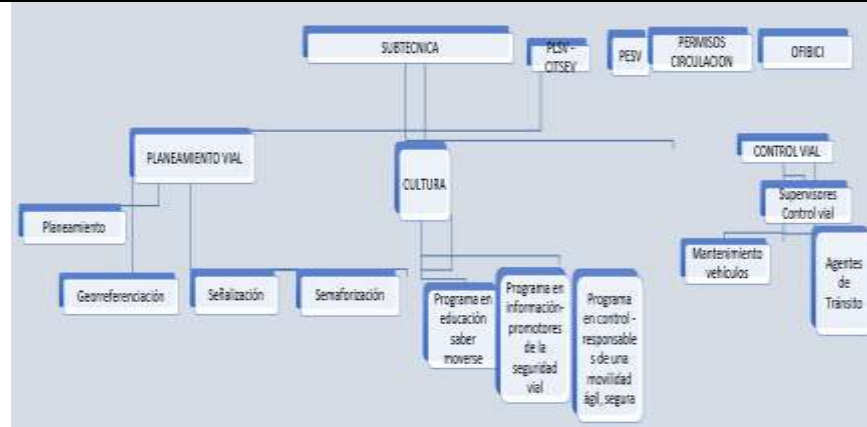 SUBTECNICA
PLSV -
CITSEV
PESV
PERMISOS
CIRCULACION
OFIBICI
PLANEAMIENTO VIAL
CULTURA
CONTROL VIAL
Planeamiento
Supervisores
Control vial
Georreferenciación
Señalización
Semaforización
Mantenimiento
vehículos
Agentes
de
Tránsito
Programa en
educación
saber
moverse
Programa en
información-
promotores
de la
seguridad
vial
Programa
en control -
responsable
s de una
movilidad
ágil, segura